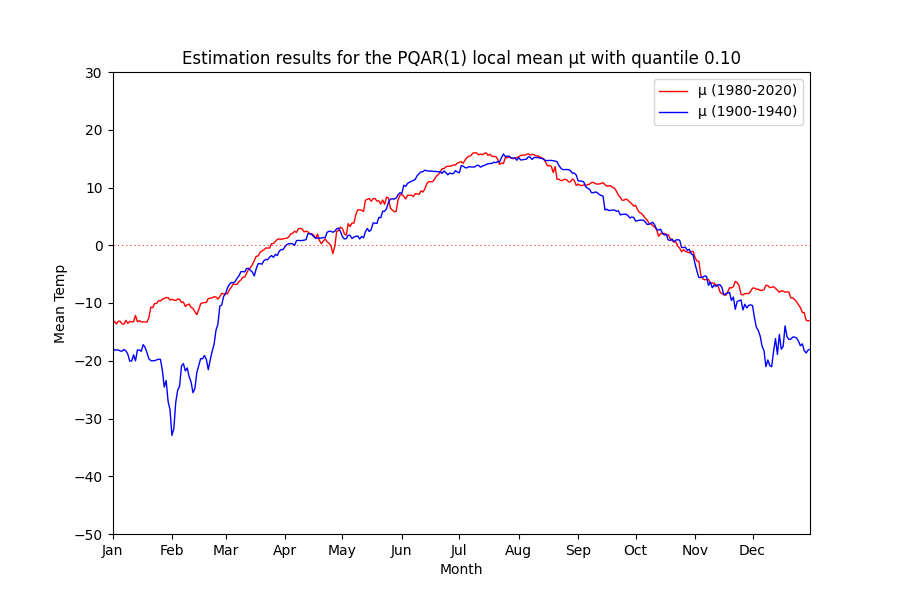 Estimation results for the PQAR(1) local mean µt with quantile 0.10
µ (1980-2020)
µ (1900-1940)
30
20
10
0
−10
−20
−30
−40
−50
Mean Temp
Jan Feb Mar Apr May Jun Jul Aug Sep Oct Nov Dec
Month